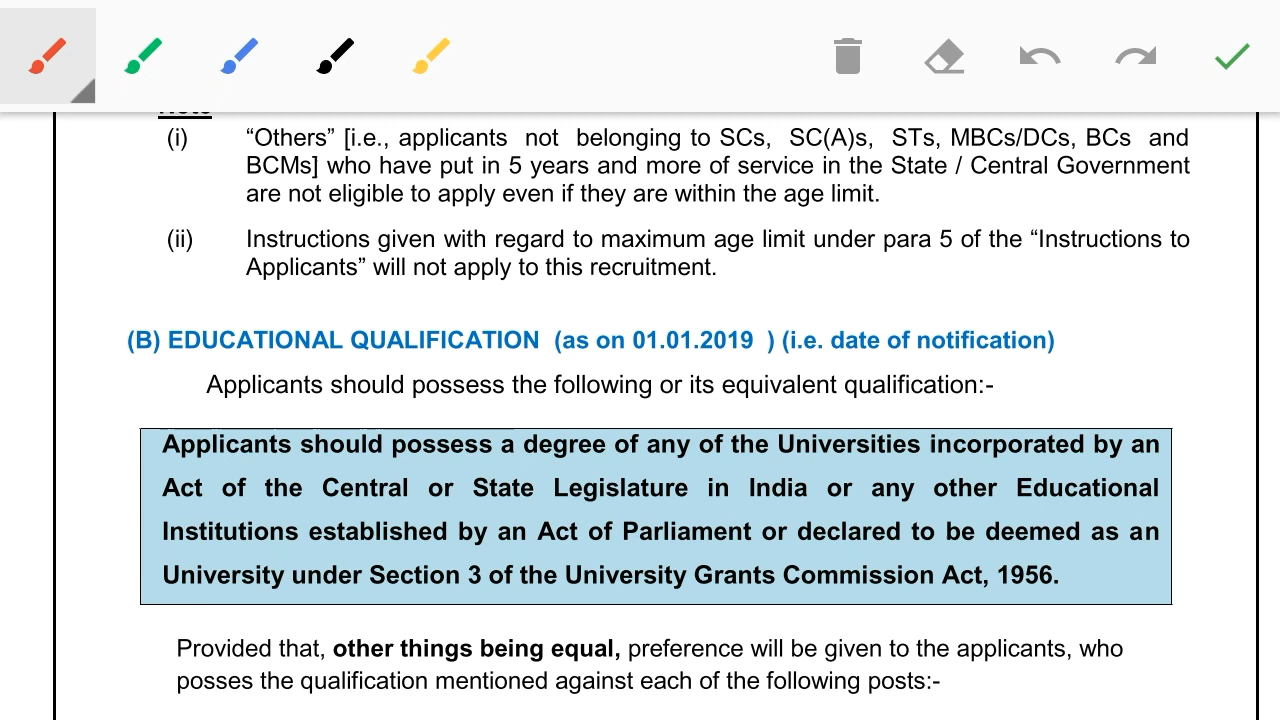 (i) “Others” [i.e., applicants not belonging to SCs, SC(A)s, STs, MBCs/DCs, BCs and
BCMs] who have put in 5 years and more of service in the State / Central Government
are not eligible to apply even if they are within the age limit.
(ii) Instructions given with regard to maximum age limit under para 5 of the “Instructions to
Applicants” will not apply to this recruitment.
(B) EDUCATIONAL QUALIFICATION (as on 01.01.2019 ) (i.e. date of notification)
Applicants should possess the following or its equivalent qualification:-
Applicants should possess a degree of any of the Universities incorporated by an
Act of the Central or State Legislature in India or any other Educational
Institutions established by an Act of Parliament or declared to be deemed as an
University under Section 3 of the University Grants Commission Act, 1956.
Provided that, other things being equal, preference will be given to the applicants, who
posses the qualification mentioned against each of the following posts:-